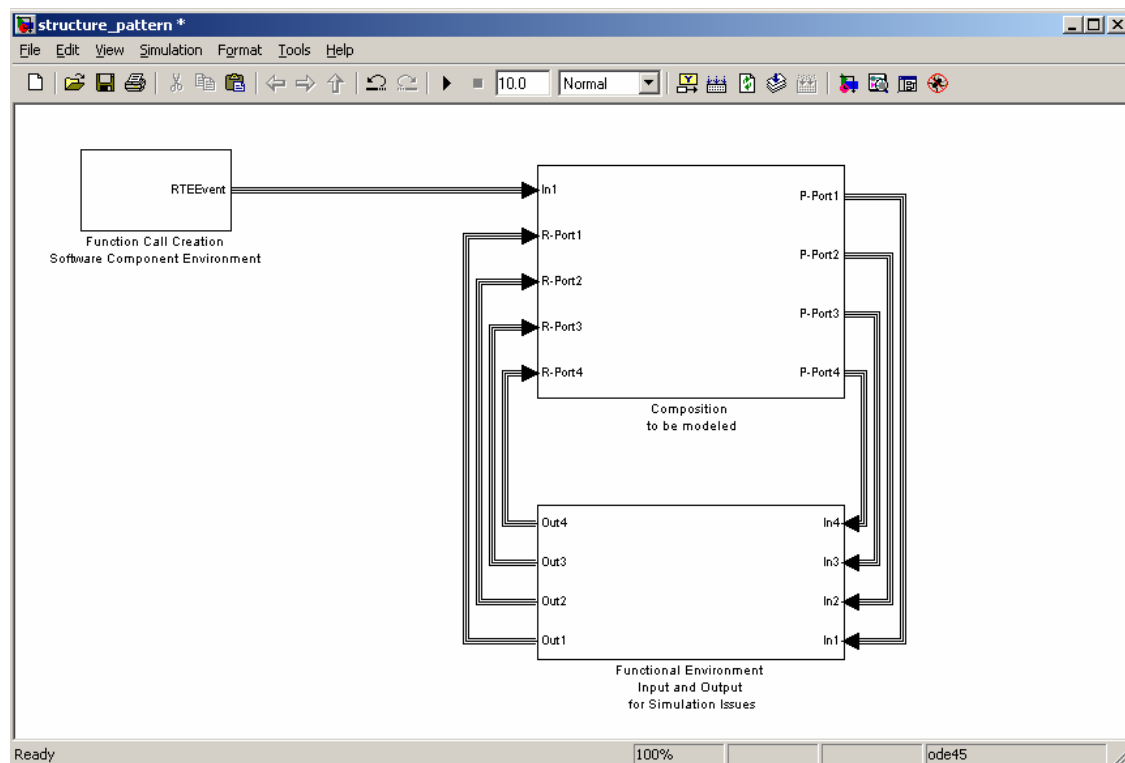 structure_pattern *
File Edit View Simulation Format Tools Help
10.0 Normal
RTEEvent
Function Call Creation
Software Component Environment
In1
R-Port1
R-Port2
R-Port3
R-Port4
P-Port1
P-Port2
P-Port3
P-Port4
Composition
to be modeled
Out4
Out3
Out2
Out1
In4
In3
In2
In1
Functional Environment
Input and Output
for Simulation Issues
Ready 100% ode45